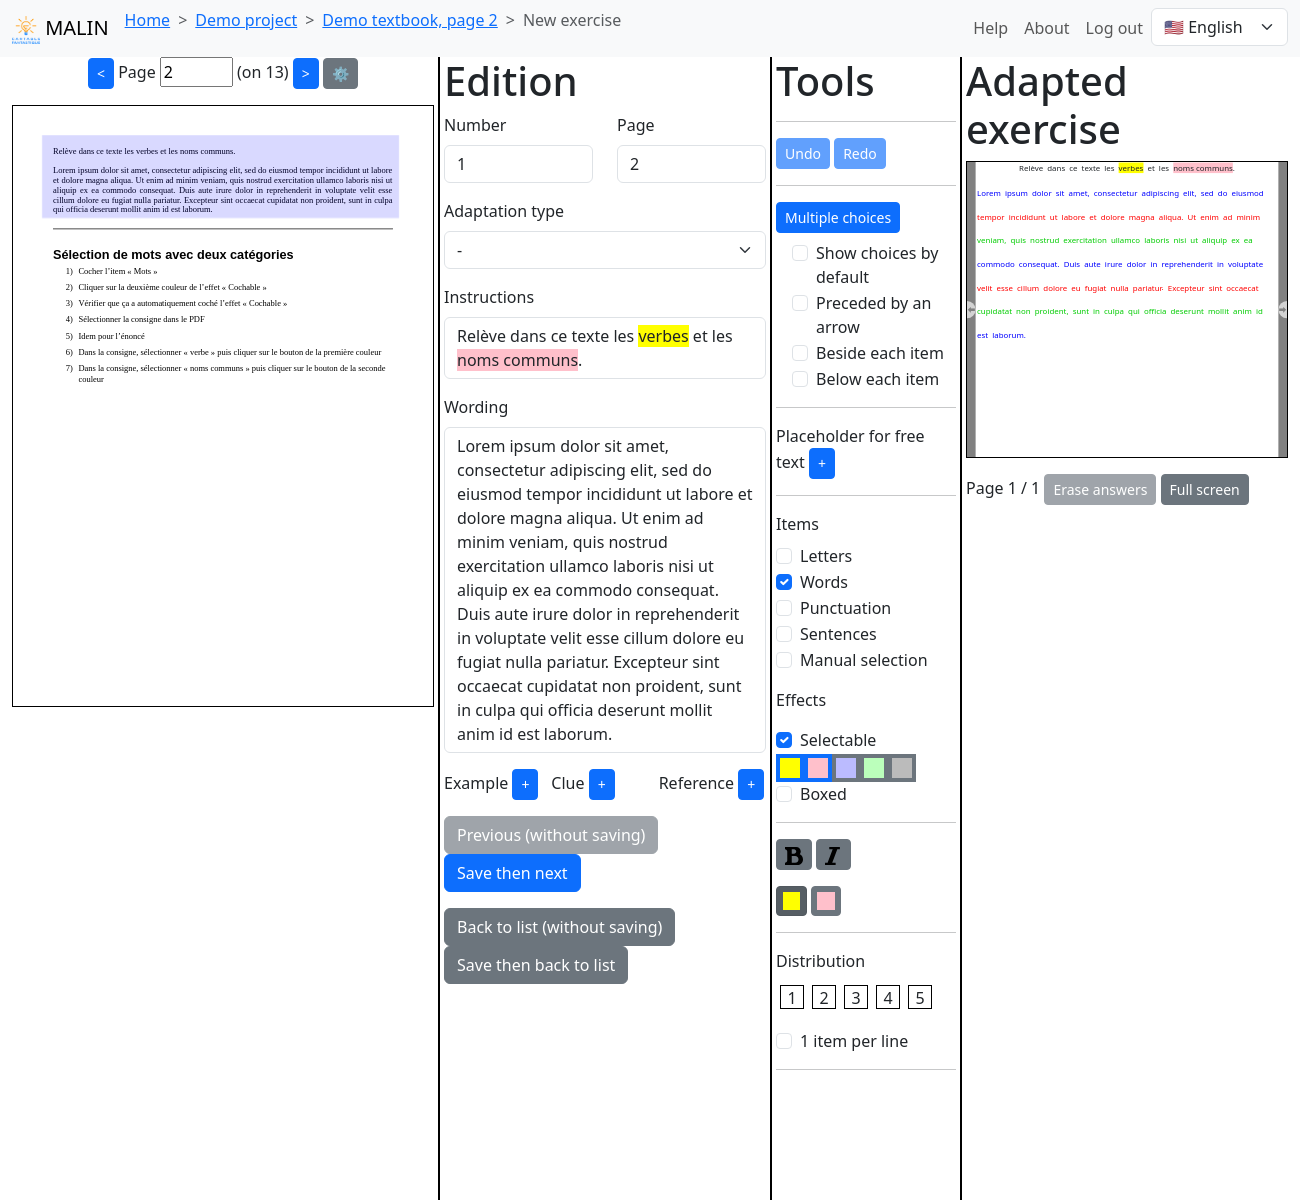 MALIN
Home > Demo project > Demo textbook, page 2 > New exercise
Help About Log out 🇺🇸 English
< Page 2 (on 13) > ⚙️
Relève dans ce texte les verbes et les noms communs.
Lorem ipsum dolor sit amet, consectetur adipiscing elit, sed do eiusmod tempor incididunt ut labore
et dolore magna aliqua. Ut enim ad minim veniam, quis nostrud exercitation ullamco laboris nisi ut
aliquip ex ea commodo consequat. Duis aute irure dolor in reprehenderit in voluptate velit esse
cillum dolore eu fugiat nulla pariatur. Excepteur sint occaecat cupidatat non proident, sunt in culpa
qui officia deserunt mollit anim id est laborum.
Sélection de mots avec deux catégories
1) Cocher l’item « Mots »
2) Cliquer sur la deuxième couleur de l’effet « Cochable »
3) Vérifier que ça a automatiquement coché l’effet « Cochable »
4) Sélectionner la consigne dans le PDF
5) Idem pour l’énoncé
6) Dans la consigne, sélectionner « verbe » puis cliquer sur le bouton de la première couleur
7) Dans la consigne, sélectionner « noms communs » puis cliquer sur le bouton de la seconde
couleur
Edition
Number Page
1 2
Adaptation type
-
Instructions
Relève dans ce texte les verbes et les
noms communs.
Wording
Lorem ipsum dolor sit amet,
consectetur adipiscing elit, sed do
eiusmod tempor incididunt ut labore et
dolore magna aliqua. Ut enim ad
minim veniam, quis nostrud
exercitation ullamco laboris nisi ut
aliquip ex ea commodo consequat.
Duis aute irure dolor in reprehenderit
in voluptate velit esse cillum dolore eu
fugiat nulla pariatur. Excepteur sint
occaecat cupidatat non proident, sunt
in culpa qui officia deserunt mollit
anim id est laborum.
Example + Clue + Reference +
Previous (without saving)
Save then next
Back to list (without saving)
Save then back to list
Tools
Undo Redo
Multiple choices
Show choices by
default
Preceded by an
arrow
Beside each item
Below each item
Placeholder for free
text +
Items
Letters
Words
Punctuation
Sentences
Manual selection
Effects
Selectable
Boxed
B I
Distribution
1 2 3 4 5
1 item per line
Adapted
exercise
Relève dans ce texte les verbes et les noms communs.
Lorem ipsum dolor sit amet, consectetur adipiscing elit, sed do eiusmod
tempor incididunt ut labore et dolore magna aliqua. Ut enim ad minim
veniam, quis nostrud exercitation ullamco laboris nisi ut aliquip ex ea
commodo consequat. Duis aute irure dolor in reprehenderit in voluptate
velit esse cillum dolore eu fugiat nulla pariatur. Excepteur sint occaecat
cupidatat non proident, sunt in culpa qui officia deserunt mollit anim id
est laborum.
Page 1 / 1 Erase answers Full screen